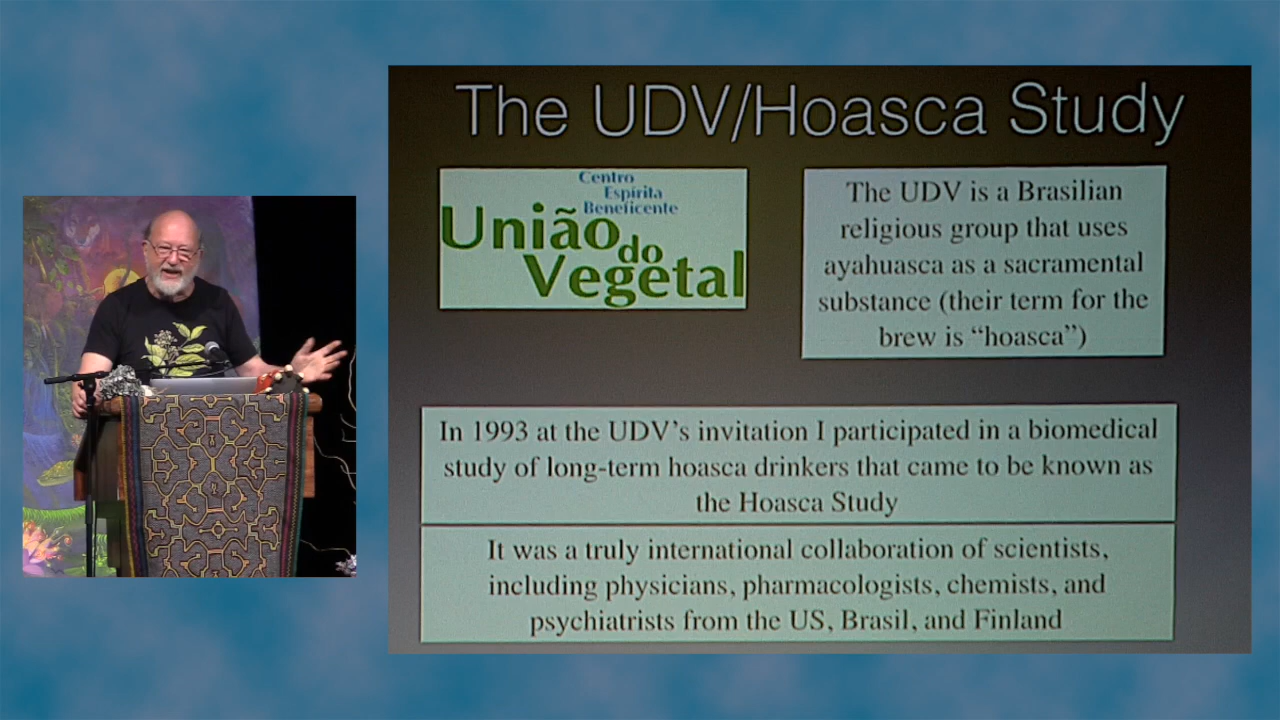 The UDV/Hoasca Study
Centro
Espírita
Beneficente
União
do
Vegetal
The UDV is a Brasilian
religious group that uses
ayahuasca as a sacramental
substance (their term for the
brew is “hoasca”)
In 1993 at the UDV’s invitation I participated in a biomedical
study of long-term hoasca drinkers that came to be known as
the Hoasca Study
It was a truly international collaboration of scientists,
including physicians, pharmacologists, chemists, and
psychiatrists from the US, Brasil, and Finland